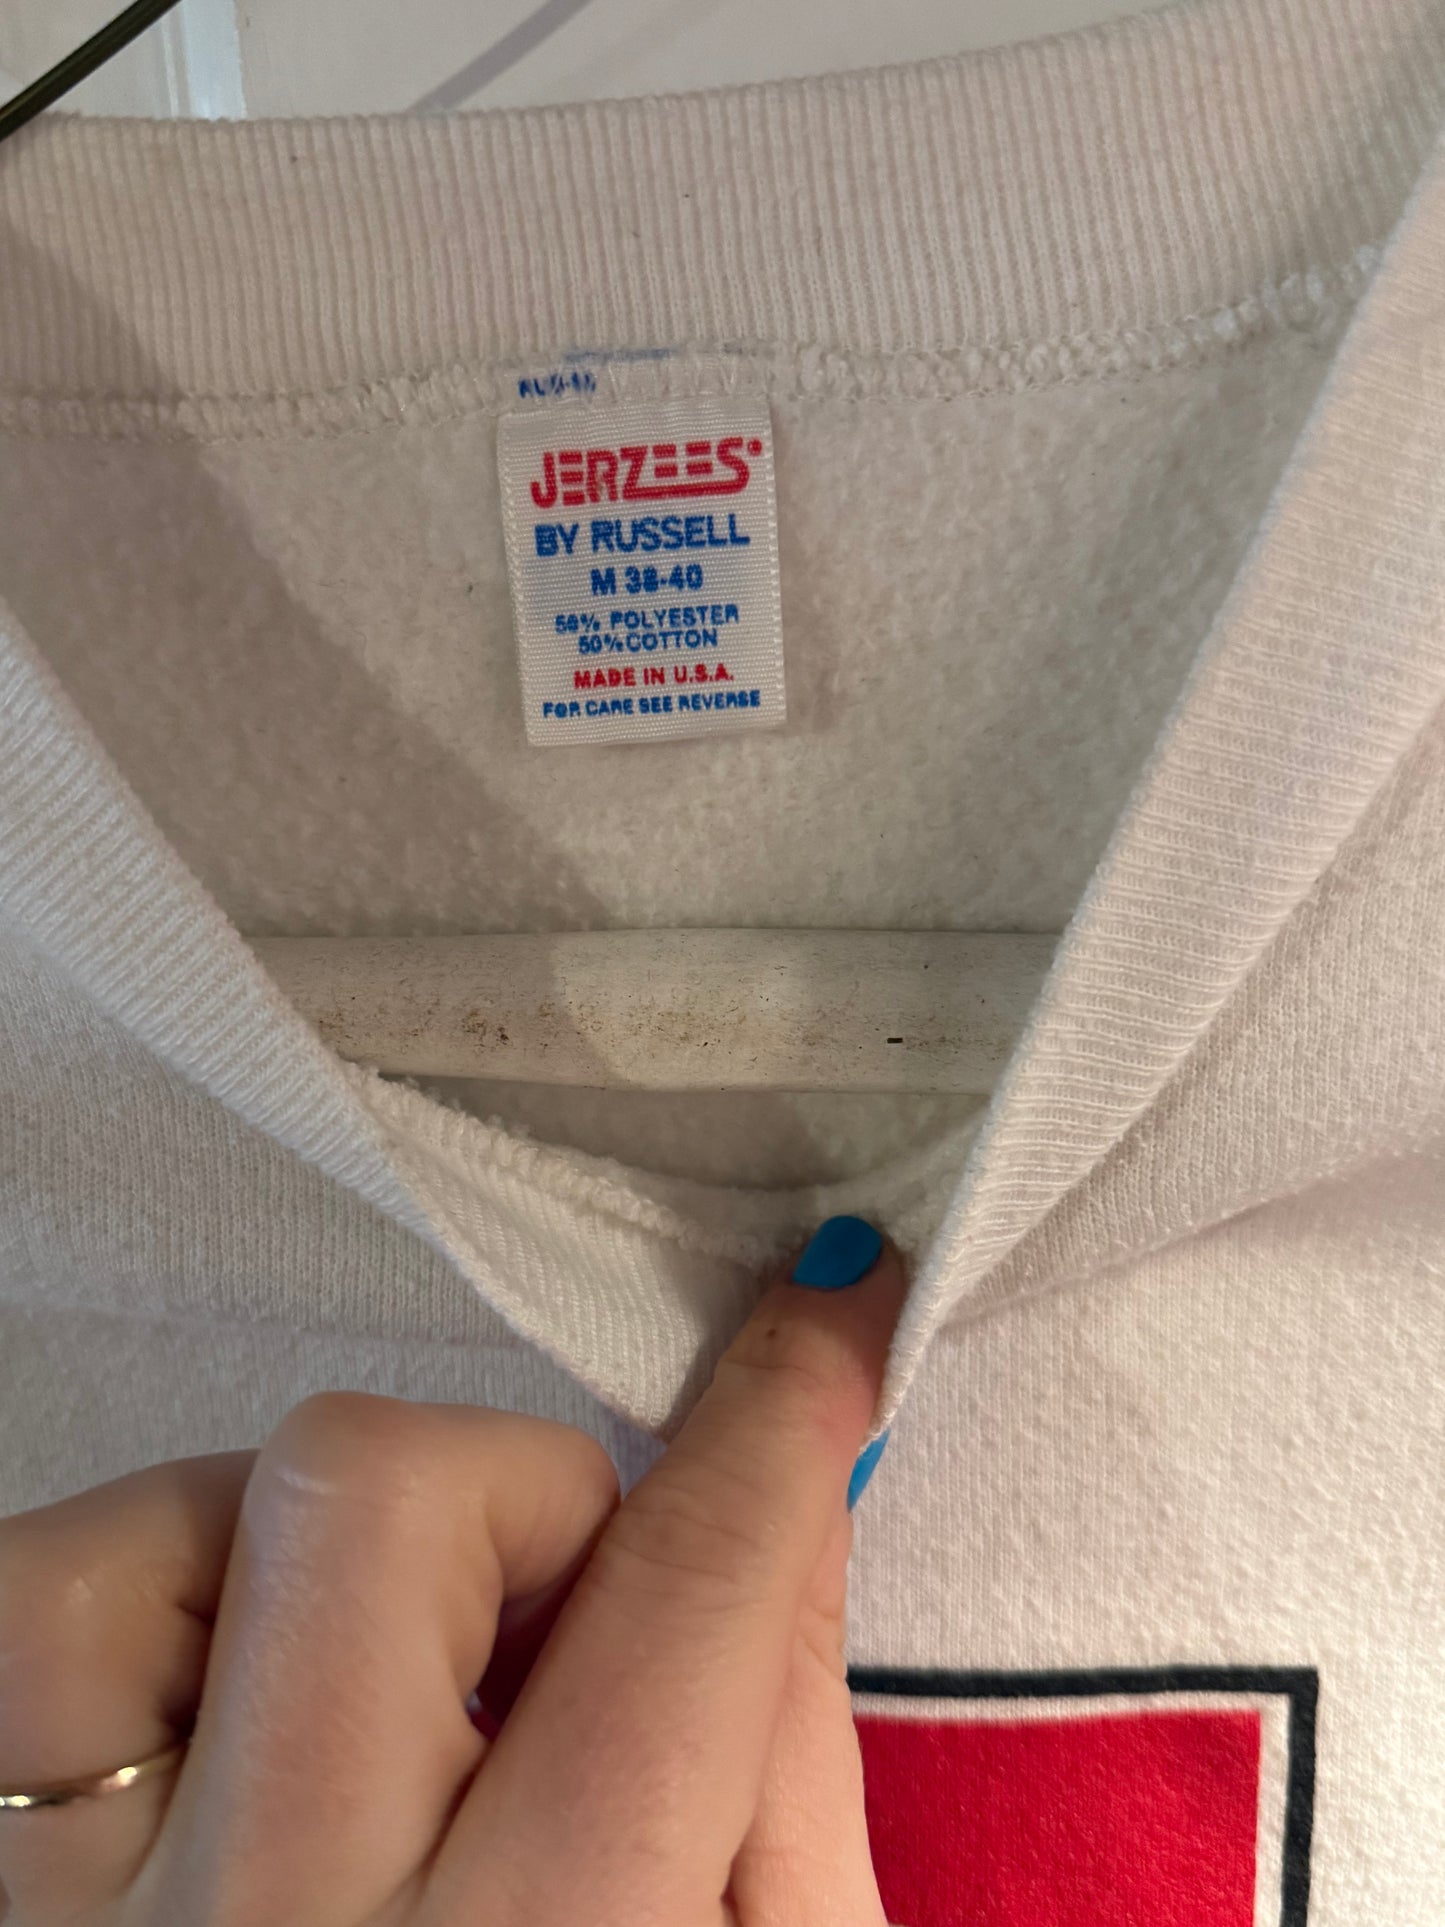 JERZEES®
BY RUSSELL
M 38-40
50% POLYESTER
50% COTTON
MADE IN U.S.A.
FOR CARE SEE REVERSE